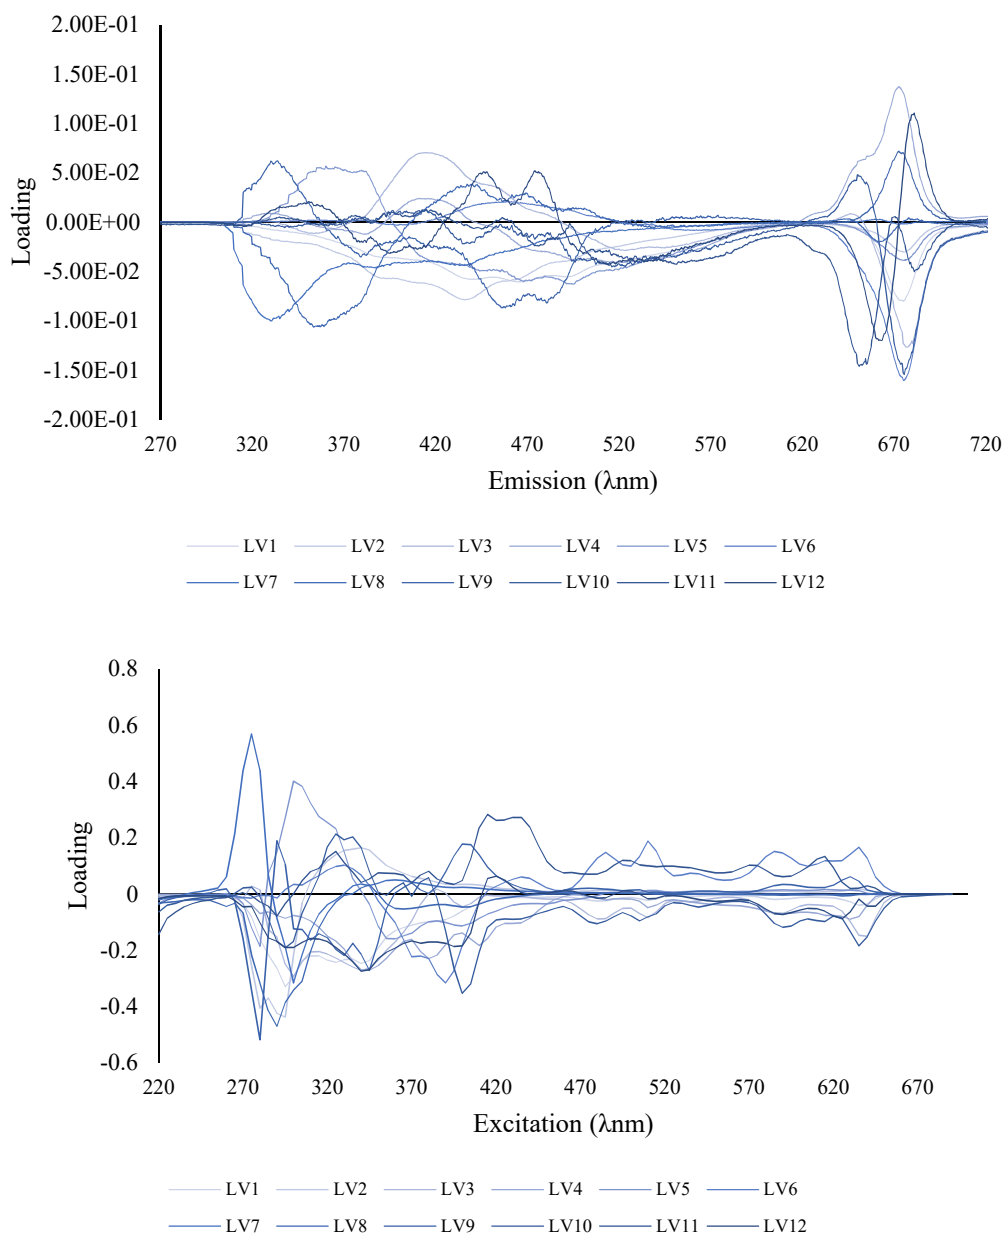 2.00E-01
1.50E-01
1.00E-01
5.00E-02
0.00E+00
-5.00E-02
-1.00E-01
-1.50E-01
-2.00E-01
Loading
270 320 370 420 470 520 570 620 670 720
Emission (λnm)
LV1 LV2 LV3 LV4 LV5 LV6
LV7 LV8 LV9 LV10 LV11 LV12
0.8
0.6
0.4
0.2
0
-0.2
-0.4
-0.6
Loading
220 270 320 370 420 470 520 570 620 670
Excitation (λnm)
LV1 LV2 LV3 LV4 LV5 LV6
LV7 LV8 LV9 LV10 LV11 LV12